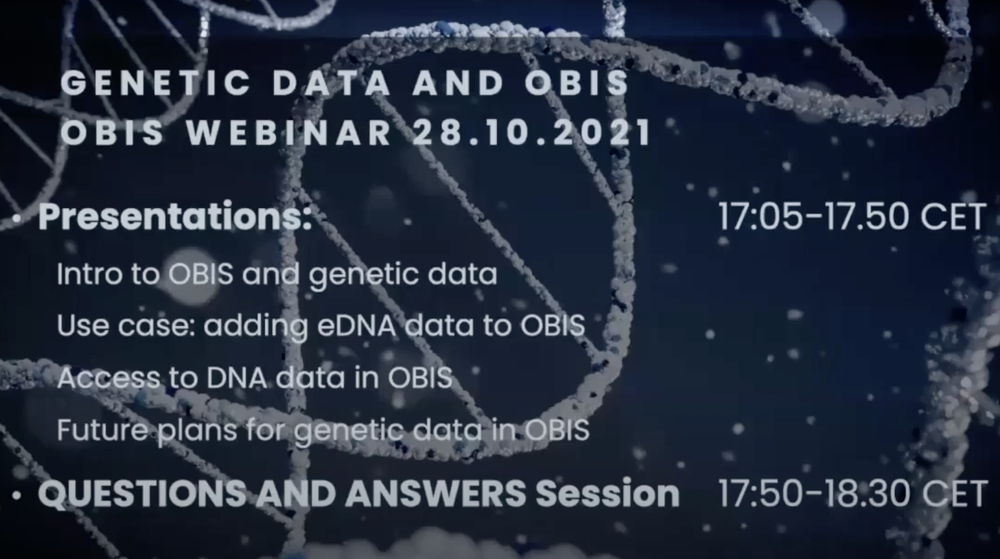 GENETIC DATA AND OBIS
OBIS WEBINAR 28.10.2021
• Presentations: 17:05-17.50 CET
Intro to OBIS and genetic data
Use case: adding eDNA data to OBIS
Access to DNA data in OBIS
Future plans for genetic data in OBIS
• QUESTIONS AND ANSWERS Session 17:50-18.30 CET